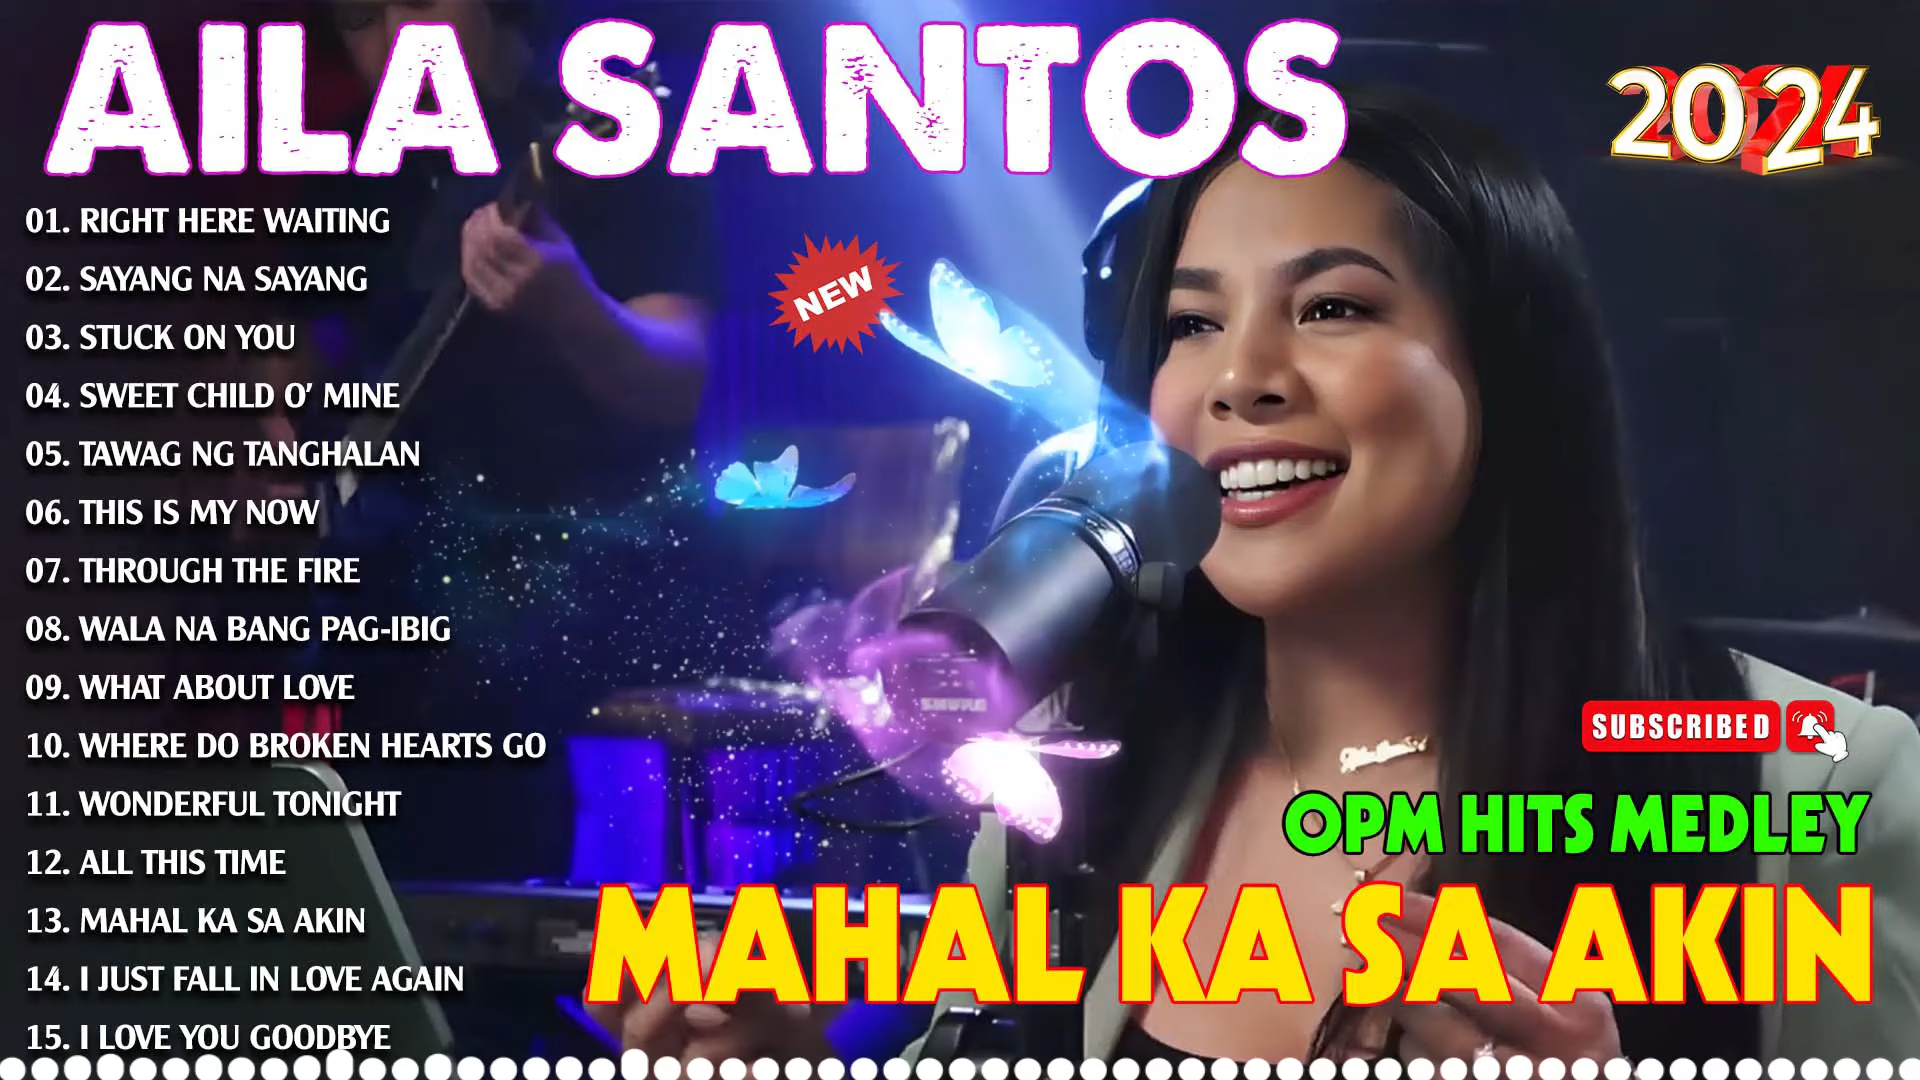 AILA SANTOS
2024
01. RIGHT HERE WAITING
02. SAYANG NA SAYANG
03. STUCK ON YOU
04. SWEET CHILD O’ MINE
05. TAWAG NG TANGHALAN
06. THIS IS MY NOW
07. THROUGH THE FIRE
08. WALA NA BANG PAG-IBIG
09. WHAT ABOUT LOVE
10. WHERE DO BROKEN HEARTS GO
11. WONDERFUL TONIGHT
12. ALL THIS TIME
13. MAHAL KA SA AKIN
14. I JUST FALL IN LOVE AGAIN
15. I LOVE YOU GOODBYE
NEW
SHURE
SUBSCRIBED
OPM HITS MEDLEY
MAHAL KA SA AKIN